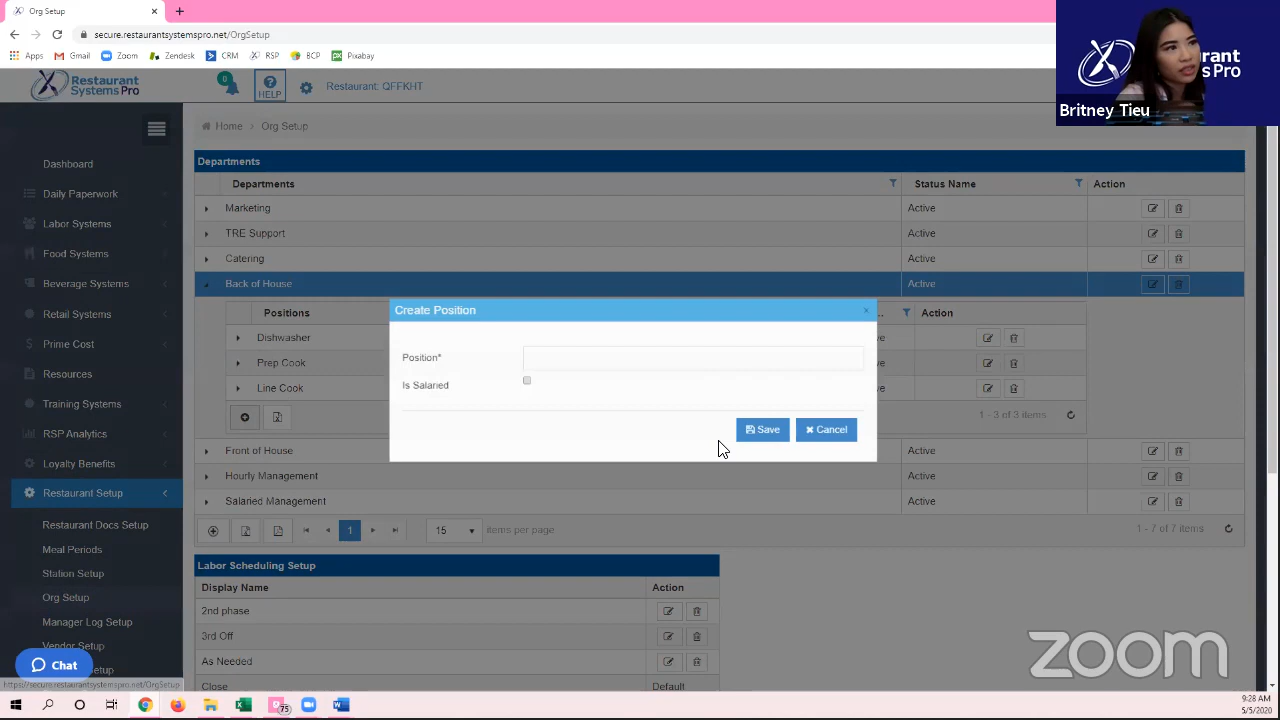 Org Setup
secure.restaurantsystemspro.net/OrgSetup
Apps Gmail Zoom Zendesk CRM RSP BCP Pixabay
Restaurant Systems Pro
0
HELP
Restaurant: QFFKHT
rant
s Pro
Britney Tieu
Home > Org Setup
Dashboard
Daily Paperwork
Labor Systems
Food Systems
Beverage Systems
Retail Systems
Prime Cost
Resources
Training Systems
RSP Analytics
Loyalty Benefits
Restaurant Setup
Restaurant Docs Setup
Meal Periods
Station Setup
Org Setup
Manager Log Setup
Vendor Setup
Setup
Chat
https://secure.restaurantsystemspro.net/OrgSetup
Departments
Departments Status Name Action
Marketing Active
TRE Support Active
Catering Active
Back of House Active
Positions ... Action
Dishwasher ve
Prep Cook ve
Line Cook ve
1 - 3 of 3 items
Create Position
Position*
Is Salaried
Save Cancel
Front of House Active
Hourly Management Active
Salaried Management Active
1 15 items per page 1 - 7 of 7 items
Labor Scheduling Setup
Display Name Action
2nd phase
3rd Off
As Needed
Close Default
zoom
75
9:28 AM
5/5/2020